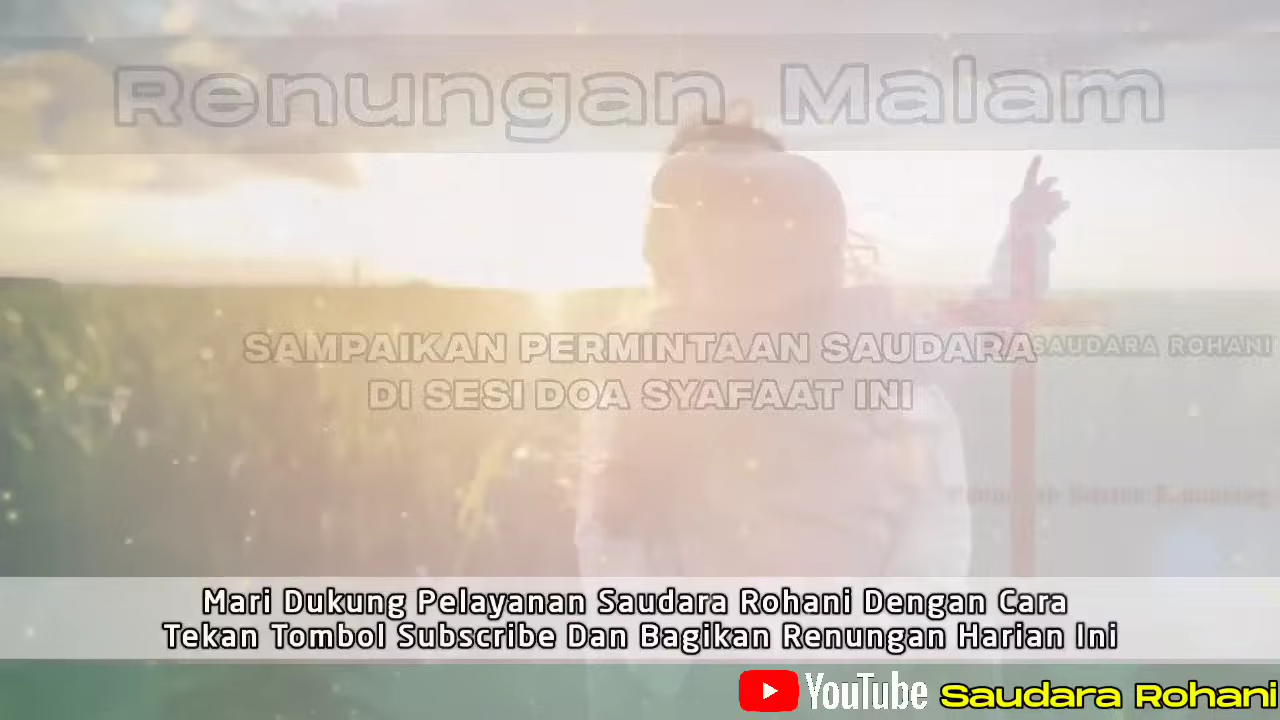 Renungan Malam
SAMPAIKAN PERMINTAAN SAUDARA
DI SESI DOA SYAFAAT INI
SAUDARA ROHANI
Mari Dukung Pelayanan Saudara Rohani Dengan Cara
Tekan Tombol Subscribe Dan Bagikan Renungan Harian Ini
YouTube Saudara Rohani